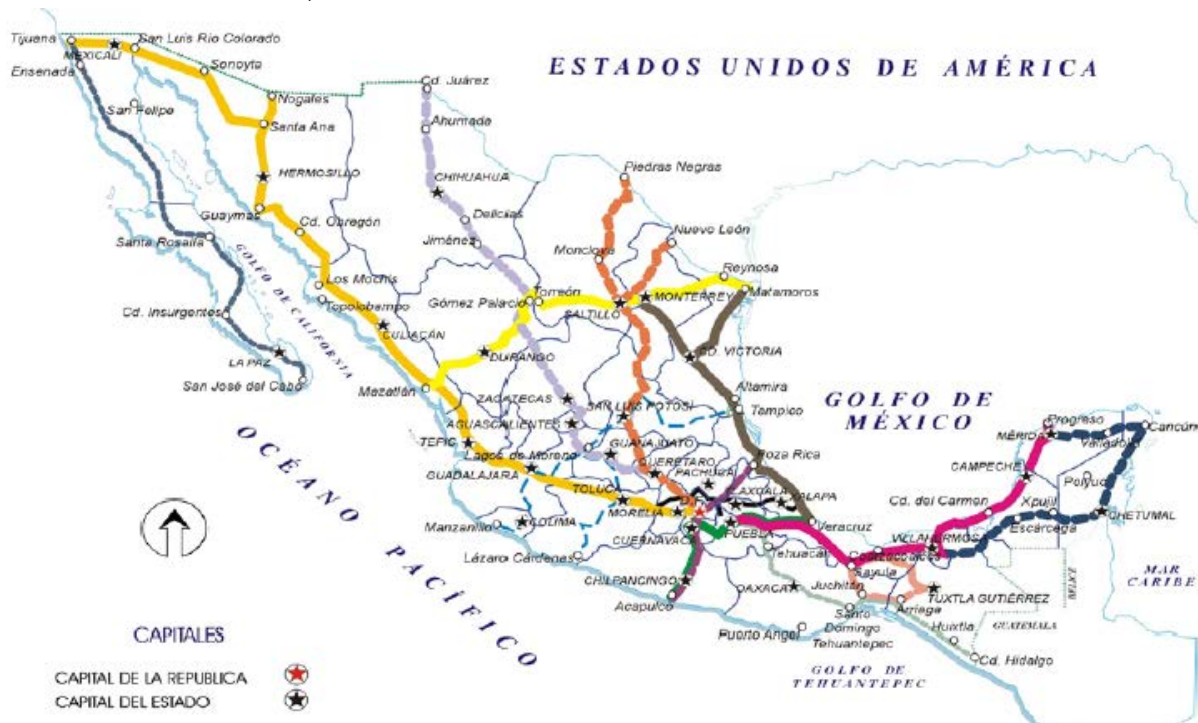 Tijuana
MEXICALI
San Luis Rio Colorado
Ensenada
Sonoyta
Nogales
San Felipe
Santa Ana
Cd. Juárez
Ahumada
ESTADOS UNIDOS DE AMÉRICA
HERMOSILLO
CHIHUAHUA
Piedras Negras
Guaymas
Cd. Obregón
Delicias
Santa Rosalía
GOLFO DE CALIFORNIA
Jiménez
Monclova
Nuevo León
Los Mochis
Topolobampo
Torreón
Gómez Palacio
Reynosa
Matamoros
MONTERREY
SALTILLO
Cd. Insurgentes
CULIACÁN
LA PAZ
San José del Cabo
DURANGO
CD. VICTORIA
Mazatlán
ZACATECAS
SAN LUIS POTOSÍ
Altamira
Tampico
GOLFO DE
MÉXICO
AGUASCALIENTES
TEPIC
Lagos de Moreno
GUANAJUATO
QUERETARO
PACHUCA
Poza Rica
GUADALAJARA
TOLUCA
TLAXCALA
XALAPA
Progreso
MÉRIDA
Valladolid
Cancún
CAMPECHE
Polyuc
Manzanillo
COLIMA
MORELIA
PUEBLA
Veracruz
Cd. del Carmen
Xpujil
Escárcega
CHETUMAL
CUERNAVACA
Lázaro Cárdenas
Tehuacán
VILLAHERMOSA
Coatzacoalcos
Sayula
CHILPANCINGO
Acapulco
OAXACA
Juchitán
TUXTLA GUTIÉRREZ
Arriaga
BELICE
MAR
CARIBE
OCÉANO PACÍFICO
Puerto Angel
Santo
Domingo
Tehuantepec
Huixtla
GUATEMALA
Cd. Hidalgo
GOLFO DE
TEHUANTEPEC
CAPITALES
CAPITAL DE LA REPUBLICA
CAPITAL DEL ESTADO